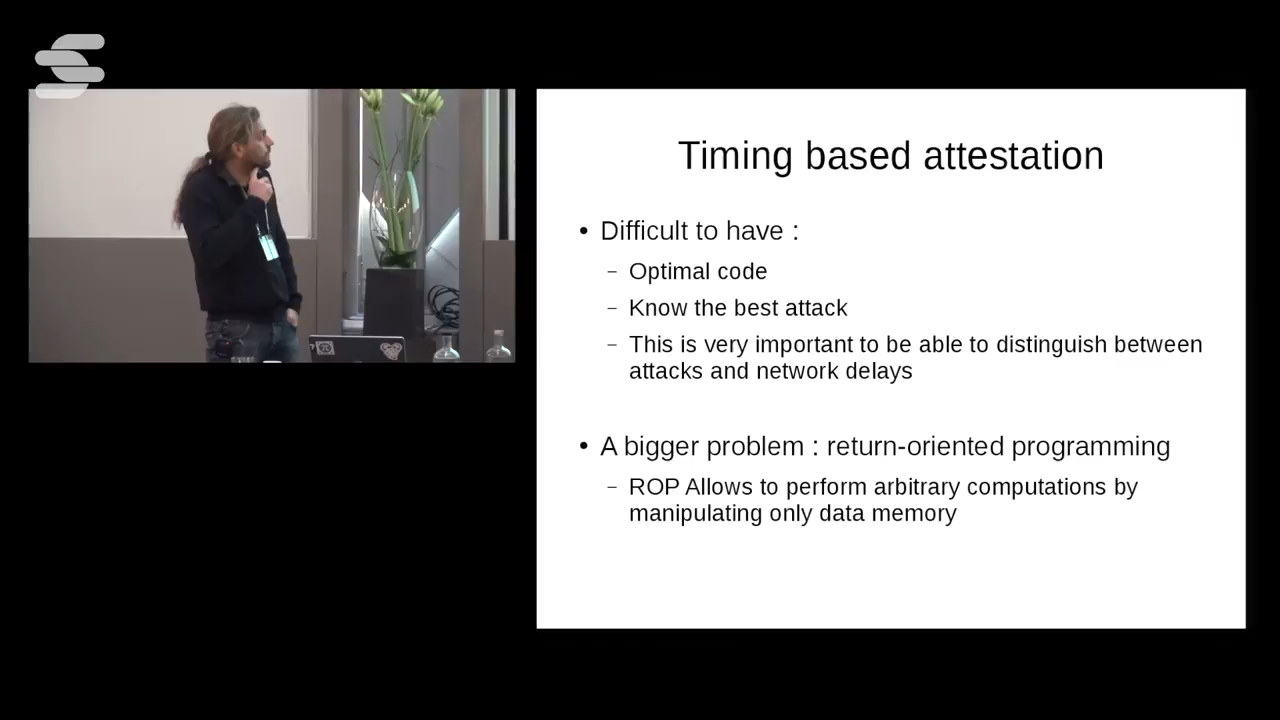 Timing based attestation
• Difficult to have :
– Optimal code
– Know the best attack
– This is very important to be able to distinguish between
attacks and network delays
• A bigger problem : return-oriented programming
– ROP Allows to perform arbitrary computations by
manipulating only data memory